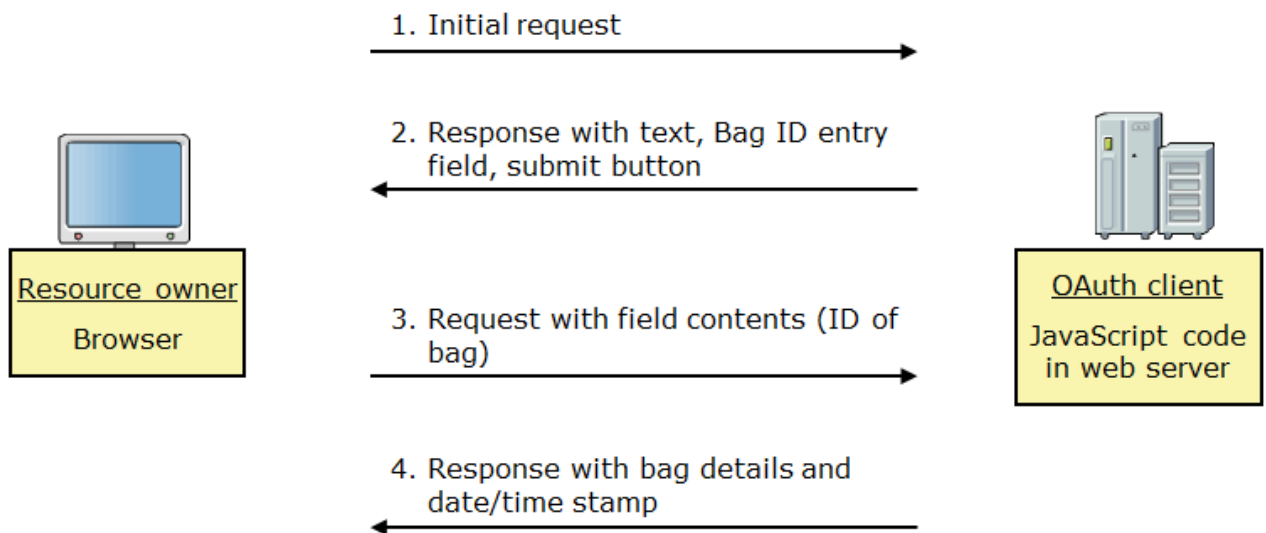 1. Initial request
2. Response with text, Bag ID entry
field, submit button
Resource owner
Browser
OAuth client
JavaScript code
in web server
3. Request with field contents (ID of
bag)
4. Response with bag details and
date/time stamp